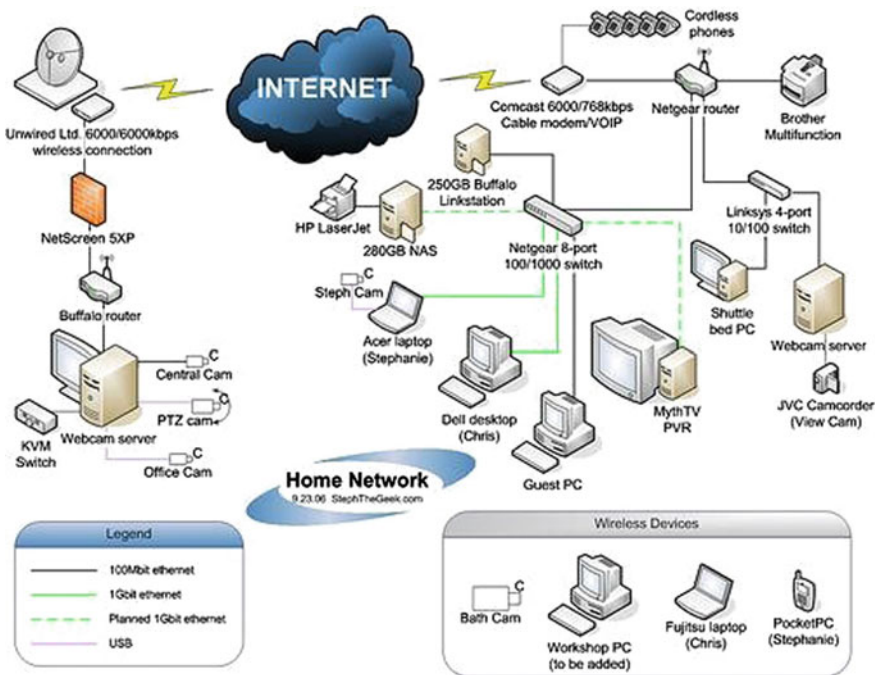 Cordless
phones
INTERNET
Unwired Ltd. 6000/6000kbps
wireless connection
Comcast 6000/768kbps
Cable modem/VOIP
Netgear router
Brother
Multifunction
NetScreen 5XP
HP LaserJet
250GB Buffalo
Linkstation
280GB NAS
Netgear 8-port
100/1000 switch
Linksys 4-port
10/100 switch
C
Steph Cam
Buffalo router
Acer laptop
(Stephanie)
Shuttle
bed PC
Webcam server
C
Central Cam
C
PTZ cam
KVM
Switch
Webcam server
C
Office Cam
Dell desktop
(Chris)
Guest PC
MythTV
PVR
JVC Camcorder
(View Cam)
Home Network
9.23.06 StephTheGeek.com
Legend
100Mbit ethernet
1Gbit ethernet
Planned 1Gbit ethernet
USB
Wireless Devices
C
Bath Cam
Workshop PC
(to be added)
Fujitsu laptop
(Chris)
PocketPC
(Stephanie)